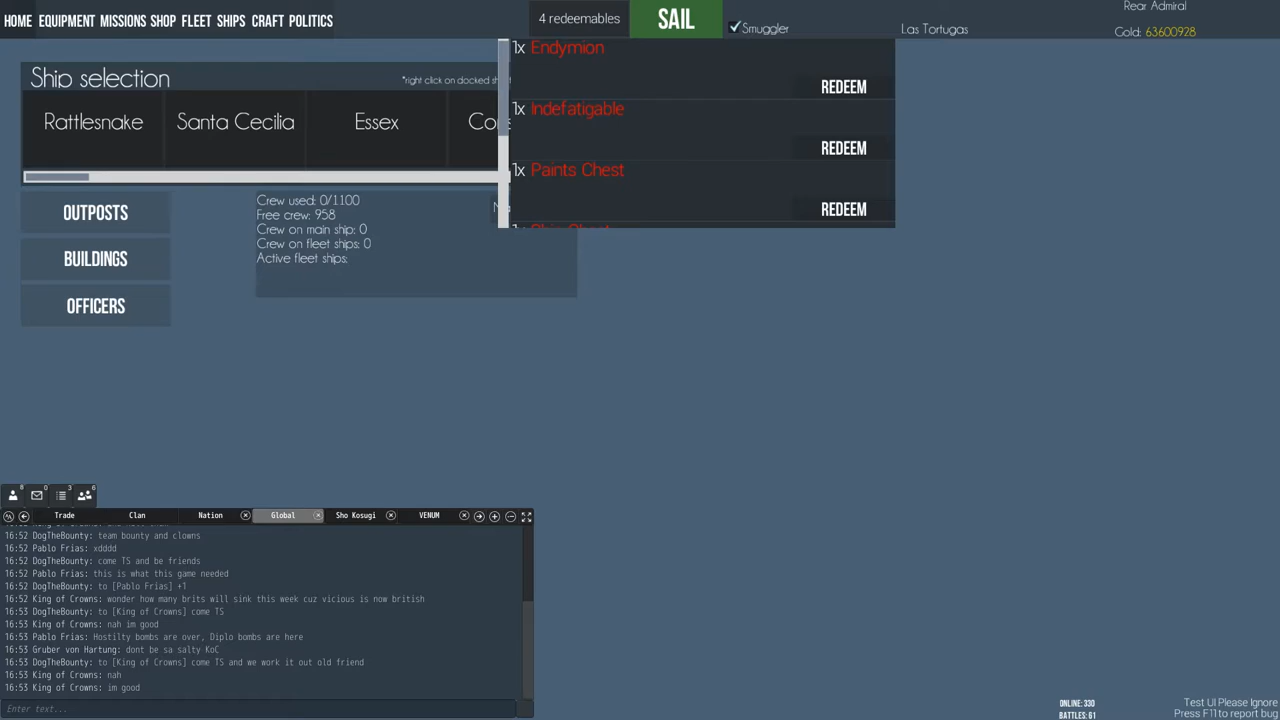 HOME EQUIPMENT MISSIONS SHOP FLEET SHIPS CRAFT POLITICS
4 redeemables
SAIL
Smuggler
Las Tortugas
Rear Admiral
Gold: 63600928
Ship selection
*right click on docked sh
Rattlesnake
Santa Cecilia
Essex
Co
1x Endymion
REDEEM
1x Indefatigable
REDEEM
1x Paints Chest
REDEEM
OUTPOSTS
BUILDINGS
OFFICERS
Crew used: 0/1100
Free crew: 958
Crew on main ship: 0
Crew on fleet ships: 0
Active fleet ships:
8 0 3 6
Trade Clan Nation Global Sho Kosugi VENUM
16:52 DogTheBounty: team bounty and clowns
16:52 Pablo Frias: xdddd
16:52 DogTheBounty: come TS and be friends
16:52 Pablo Frias: this is what this game needed
16:52 DogTheBounty: to [Pablo Frias] +1
16:52 King of Crowns: wonder how many brits will sink this week cuz vicious is now british
16:53 DogTheBounty: to [King of Crowns] come TS
16:53 King of Crowns: nah im good
16:53 Pablo Frias: Hostilty bombs are over, Diplo bombs are here
16:53 Gruber von Hartung: dont be sa salty KoC
16:53 DogTheBounty: to [King of Crowns] come TS and we work it out old friend
16:53 King of Crowns: nah
16:53 King of Crowns: im good
Enter text...
ONLINE: 330
BATTLES: 61
Test UI Please Ignore
Press F11 to report bug